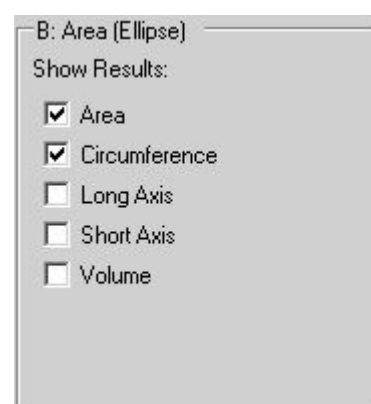 B: Area (Ellipse)
Show Results:
Area
Circumference
Long Axis
Short Axis
Volume